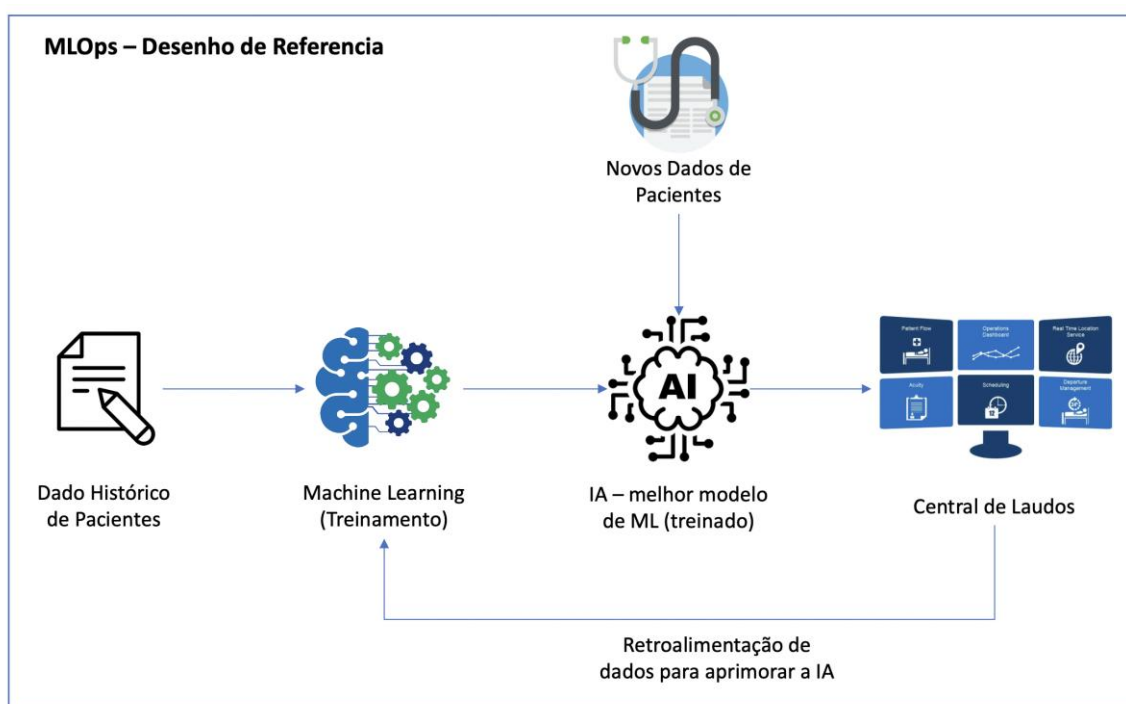 MLOps – Desenho de Referencia
Novos Dados de
Pacientes
AI
Patient Flow
Operations
Dashboard
Real Time Location
Service
Acuity
Scheduling
Departure
Management
12
Dado Histórico
de Pacientes
Machine Learning
(Treinamento)
IA – melhor modelo
de ML (treinado)
Central de Laudos
Retroalimentação de
dados para aprimorar a IA